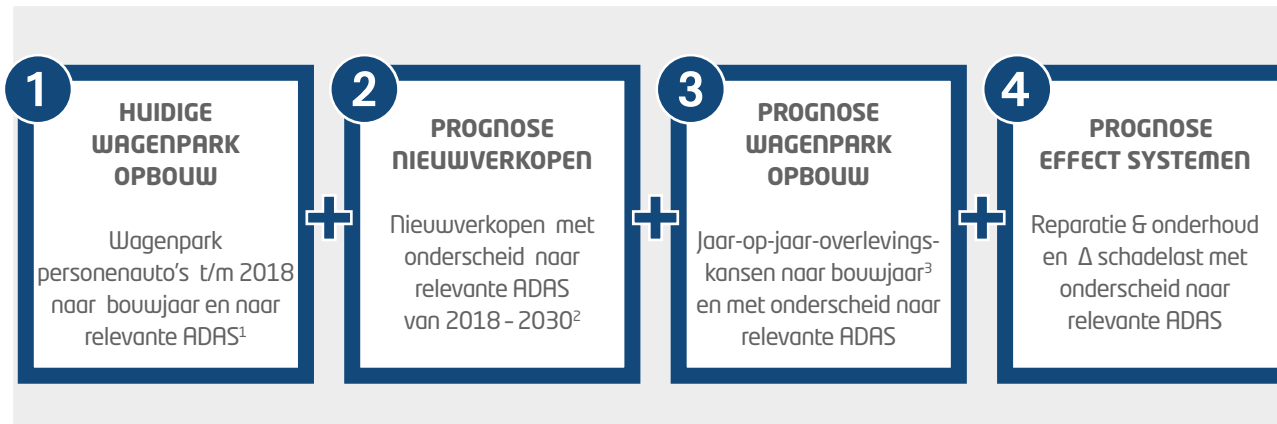 1
HUIDIGE
WAGENPARK
OPBOUW
Wagenpark
personenauto's t/m 2018
naar bouwjaar en naar
relevante ADAS¹
+
2
PROGNOSE
NIEUWVERKOPEN
Nieuwverkopen met
onderscheid naar
relevante ADAS
van 2018 – 2030²
+
3
PROGNOSE
WAGENPARK
OPBOUW
Jaar-op-jaar-overlevings-
kansen naar bouwjaar³
en met onderscheid naar
relevante ADAS
+
4
PROGNOSE
EFFECT SYSTEMEN
Reparatie & onderhoud
en Δ schadelast met
onderscheid naar
relevante ADAS